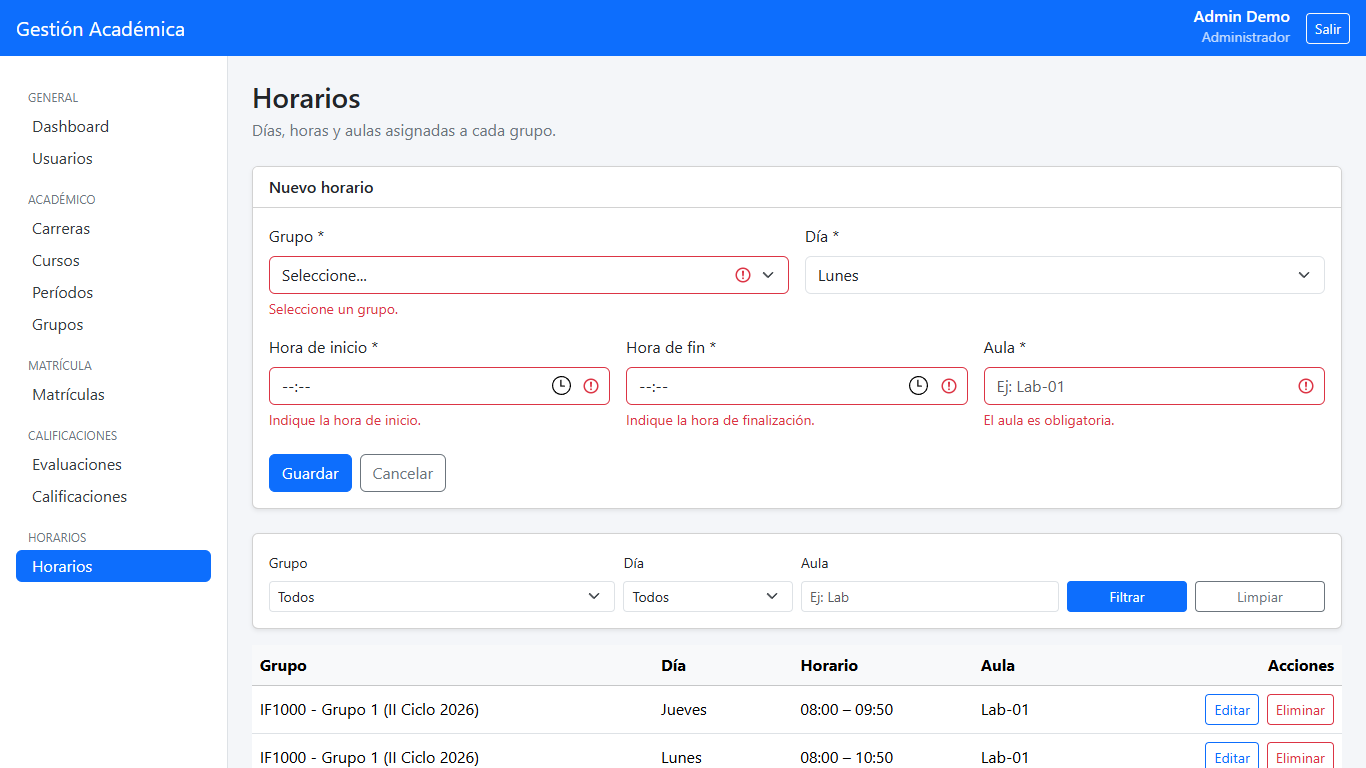 Gestión Académica
Admin Demo
Administrador
Salir
GENERAL
Dashboard
Usuarios
ACADÉMICO
Carreras
Cursos
Períodos
Grupos
MATRÍCULA
Matrículas
CALIFICACIONES
Evaluaciones
Calificaciones
HORARIOS
Horarios
Horarios
Días, horas y aulas asignadas a cada grupo.
Nuevo horario
Grupo * Día *
Seleccione... Lunes
Seleccione un grupo.
Hora de inicio * Hora de fin * Aula *
--:-- --:-- Ej: Lab-01
Indique la hora de inicio. Indique la hora de finalización. El aula es obligatoria.
Guardar Cancelar
Grupo Día Aula
Todos Todos Ej: Lab Filtrar Limpiar
Grupo Día Horario Aula Acciones
IF1000 - Grupo 1 (II Ciclo 2026) Jueves 08:00 – 09:50 Lab-01 Editar Eliminar
IF1000 - Grupo 1 (II Ciclo 2026) Lunes 08:00 – 10:50 Lab-01 Editar Eliminar